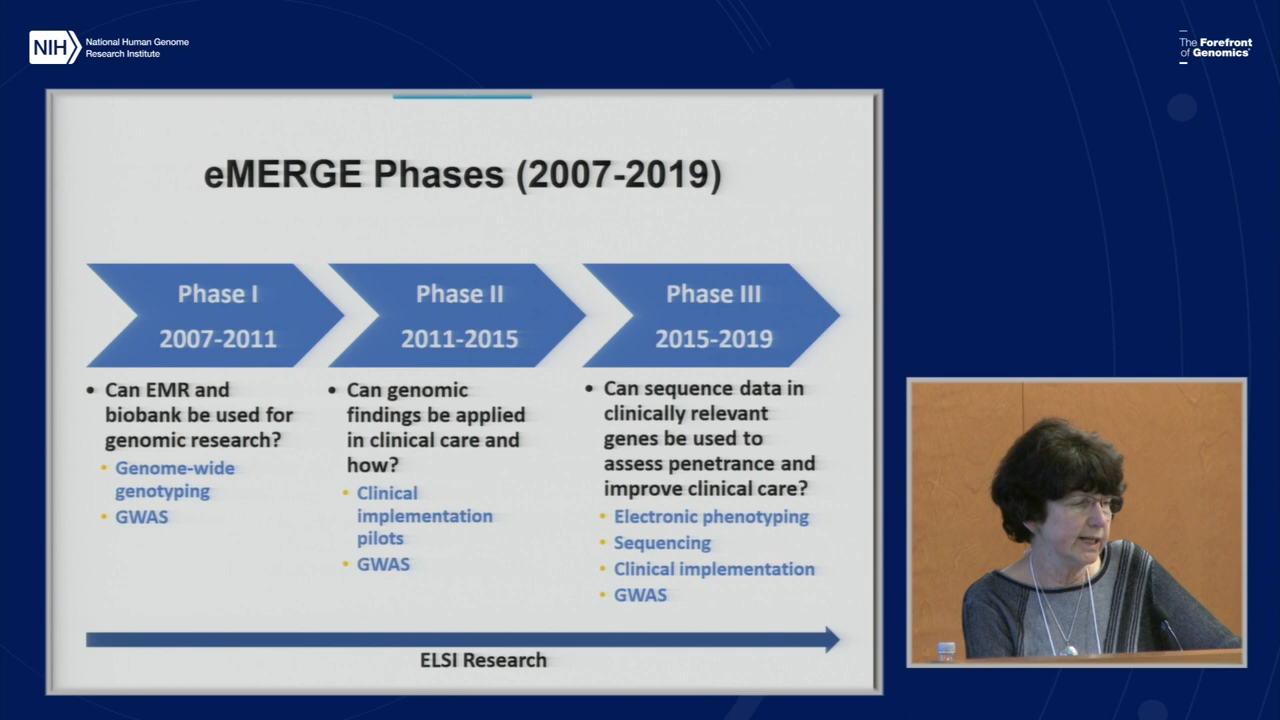 NIH
National Human Genome
Research Institute
The Forefront
of Genomics®
eMERGE Phases (2007-2019)
Phase I
2007-2011
Phase II
2011-2015
Phase III
2015-2019
• Can EMR and
biobank be used for
genomic research?
• Genome-wide
genotyping
• GWAS
• Can genomic
findings be applied
in clinical care and
how?
• Clinical
implementation
pilots
• GWAS
• Can sequence data in
clinically relevant
genes be used to
assess penetrance and
improve clinical care?
• Electronic phenotyping
• Sequencing
• Clinical implementation
• GWAS
ELSI Research